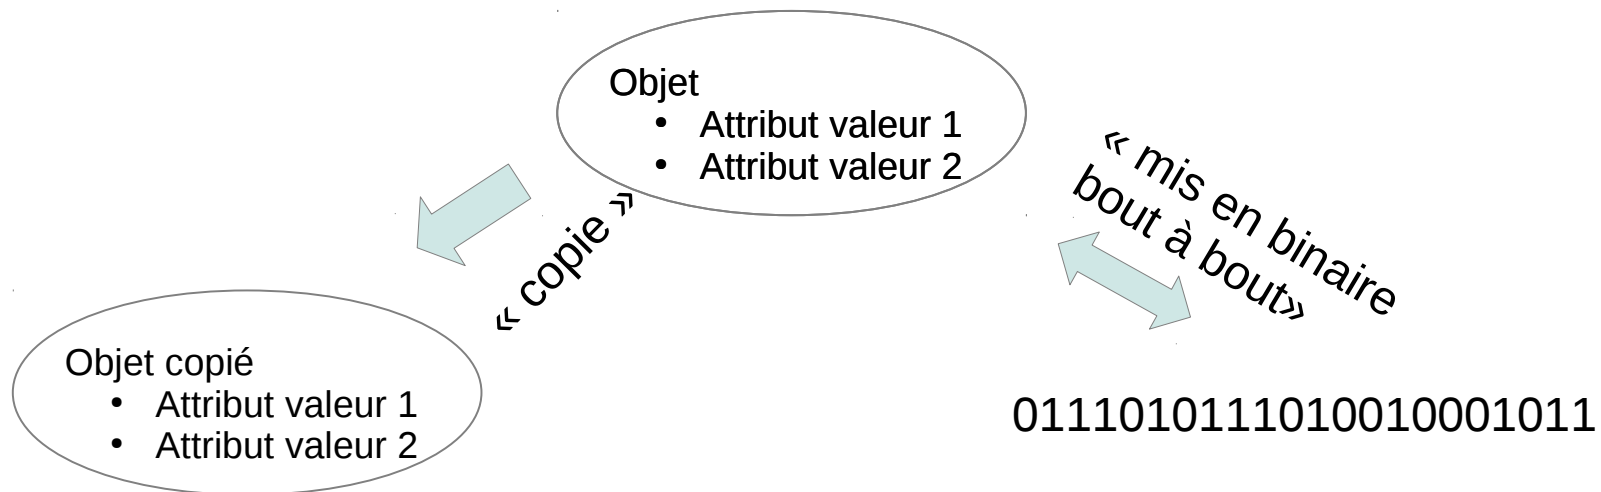 Objet
• Attribut valeur 1
• Attribut valeur 2
« mis en binaire
bout à bout»
« copie »
Objet copié
• Attribut valeur 1
• Attribut valeur 2
0111010111010010001011